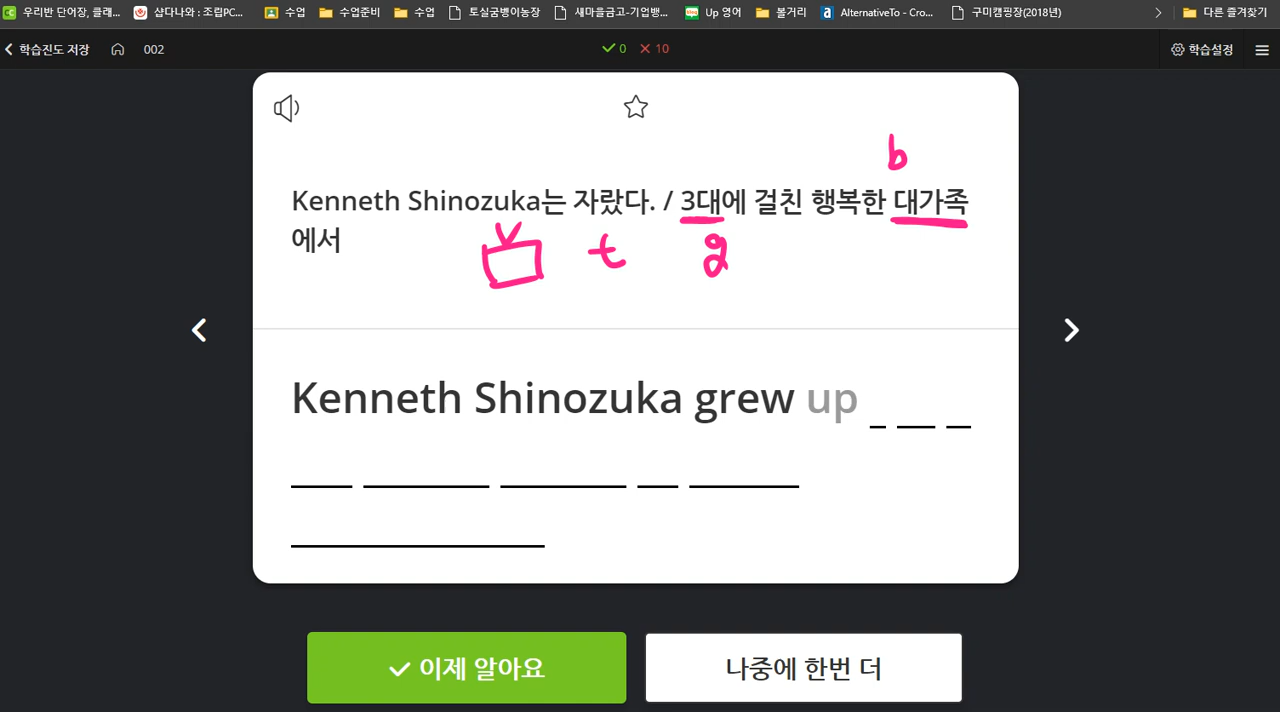 우리반 단어장, 클래... 샵다나와 : 조립PC... 수업 수업준비 수업 토실굼벵이농장 새마을금고-기업뱅... Up 영어 볼거리 AlternativeTo - Cro... 구미캠핑장(2018년) 다른 즐겨찾기
학습진도 저장 002 0 10 학습설정
b
Kenneth Shinozuka는 자랐다. / 3대에 걸친 행복한 대가족
에서
t g
Kenneth Shinozuka grew up
이제 알아요 나중에 한번 더